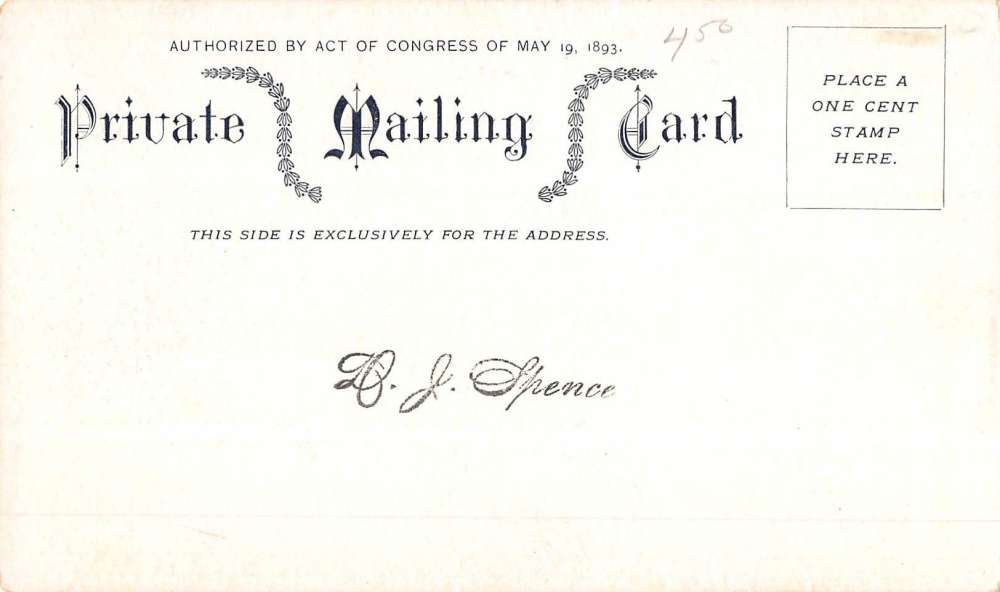 AUTHORIZED BY ACT OF CONGRESS OF MAY 19, 1893.
450
Private Mailing Card
PLACE A
ONE CENT
STAMP
HERE.
THIS SIDE IS EXCLUSIVELY FOR THE ADDRESS.
D. J. Spence